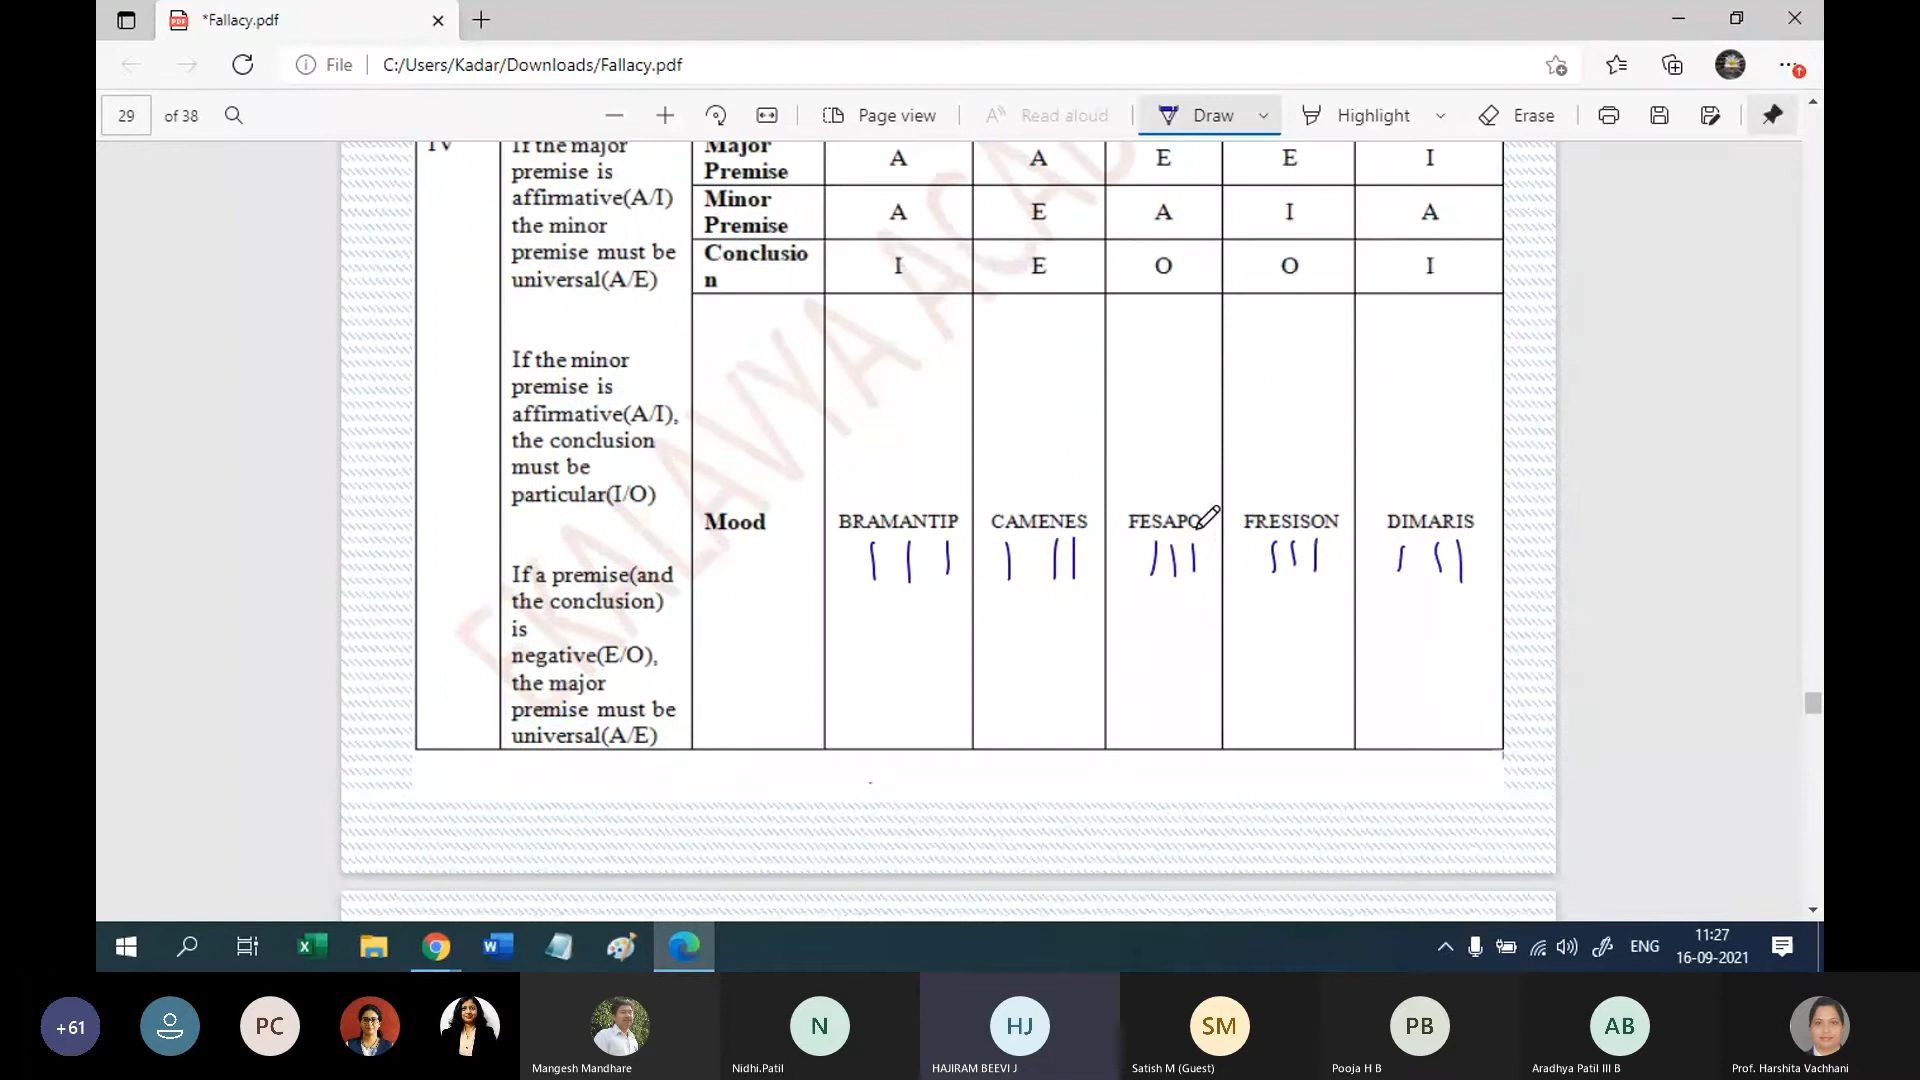 *Fallacy.pdf
File C:/Users/Kadar/Downloads/Fallacy.pdf
29 of 38 Page view Read aloud Draw Highlight Erase
IV
If the major
premise is
affirmative(A/I)
the minor
premise must be
universal(A/E)
If the minor
premise is
affirmative(A/I),
the conclusion
must be
particular(I/O)
If a premise(and
the conclusion)
is
negative(E/O),
the major
premise must be
universal(A/E)
Major
Premise
A A E E I
Minor
Premise
A E A I A
Conclusio
n
I E O O I
Mood BRAMANTIP CAMENES FESAPO FRESISON DIMARIS
EKALAVYA ACAD
ENG
11:27
16-09-2021
+61 PC N HJ SM PB AB
Mangesh Mandhare Nidhi.Patil HAJIRAM BEEVI J Satish M (Guest) Pooja H B Aradhya Patil III B Prof. Harshita Vachhani